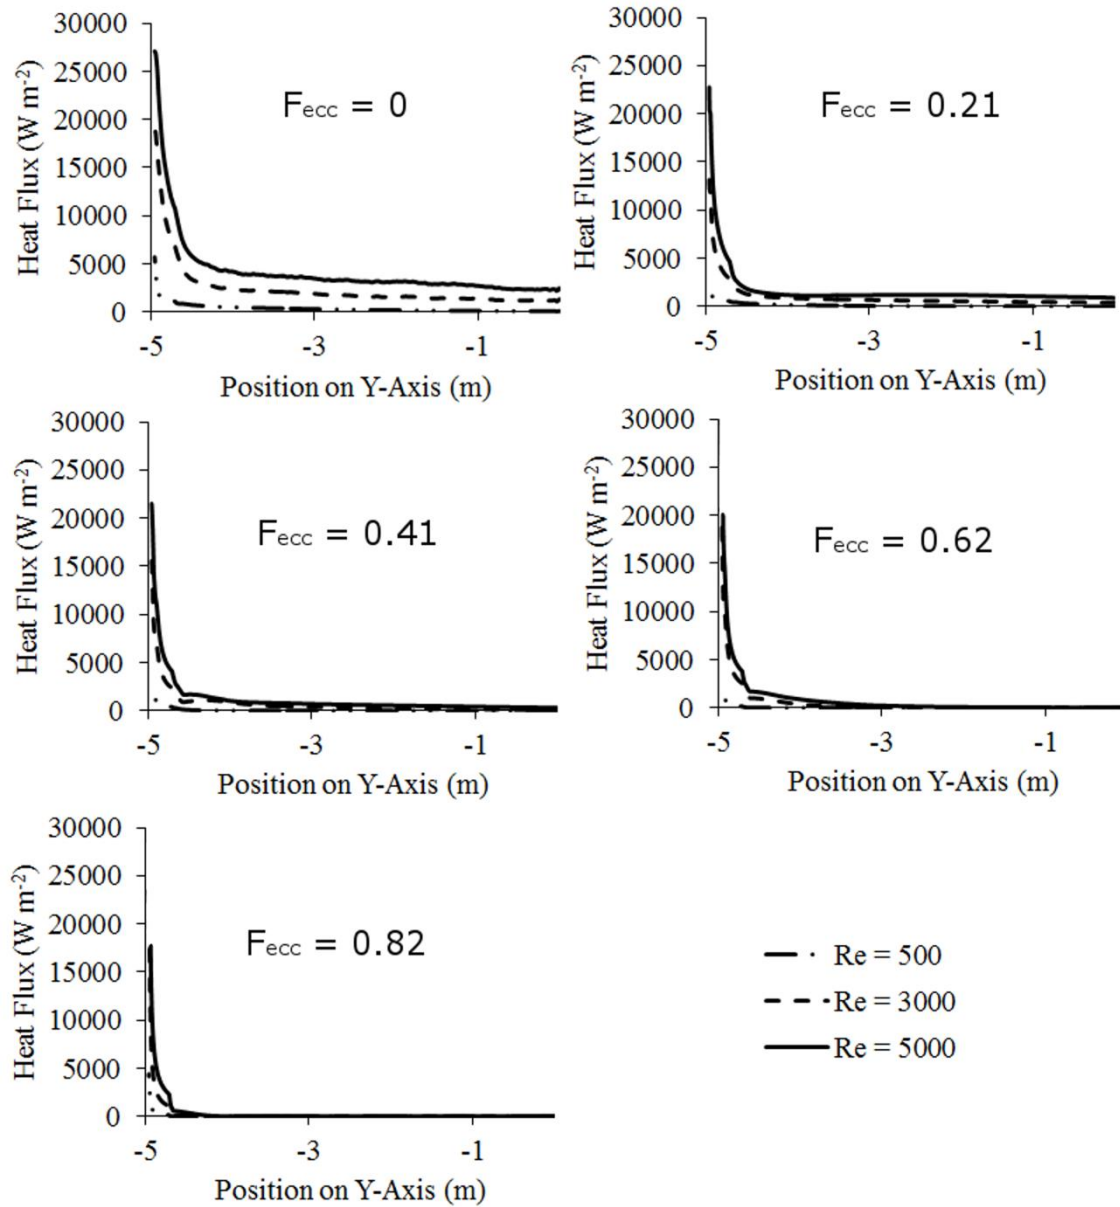 30000
25000
20000
15000
10000
5000
0
Heat Flux (W m⁻²)
Fecc = 0
-5 -3 -1
Position on Y-Axis (m)
30000
25000
20000
15000
10000
5000
0
Heat Flux (W m⁻²)
Fecc = 0.21
-5 -3 -1
Position on Y-Axis (m)
30000
25000
20000
15000
10000
5000
0
Heat Flux (W m⁻²)
Fecc = 0.41
-5 -3 -1
Position on Y-Axis (m)
30000
25000
20000
15000
10000
5000
0
Heat Flux (W m⁻²)
Fecc = 0.62
-5 -3 -1
Position on Y-Axis (m)
30000
25000
20000
15000
10000
5000
0
Heat Flux (W m⁻²)
Fecc = 0.82
-5 -3 -1
Position on Y-Axis (m)
Re = 500
Re = 3000
Re = 5000